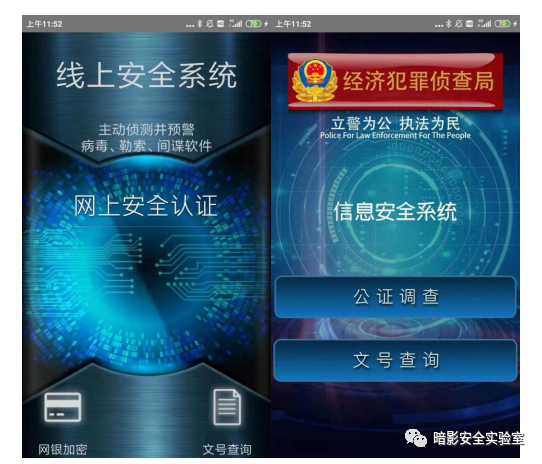 上午11:52
线上安全系统
主动侦测并预警
病毒、勒索、间谍软件
网上安全认证
网银加密
文号查询
上午11:52
经济犯罪侦查局
立警为公 执法为民
Police For Law Enforcement For The People
信息安全系统
公证调查
文号查询
暗影安全实验室